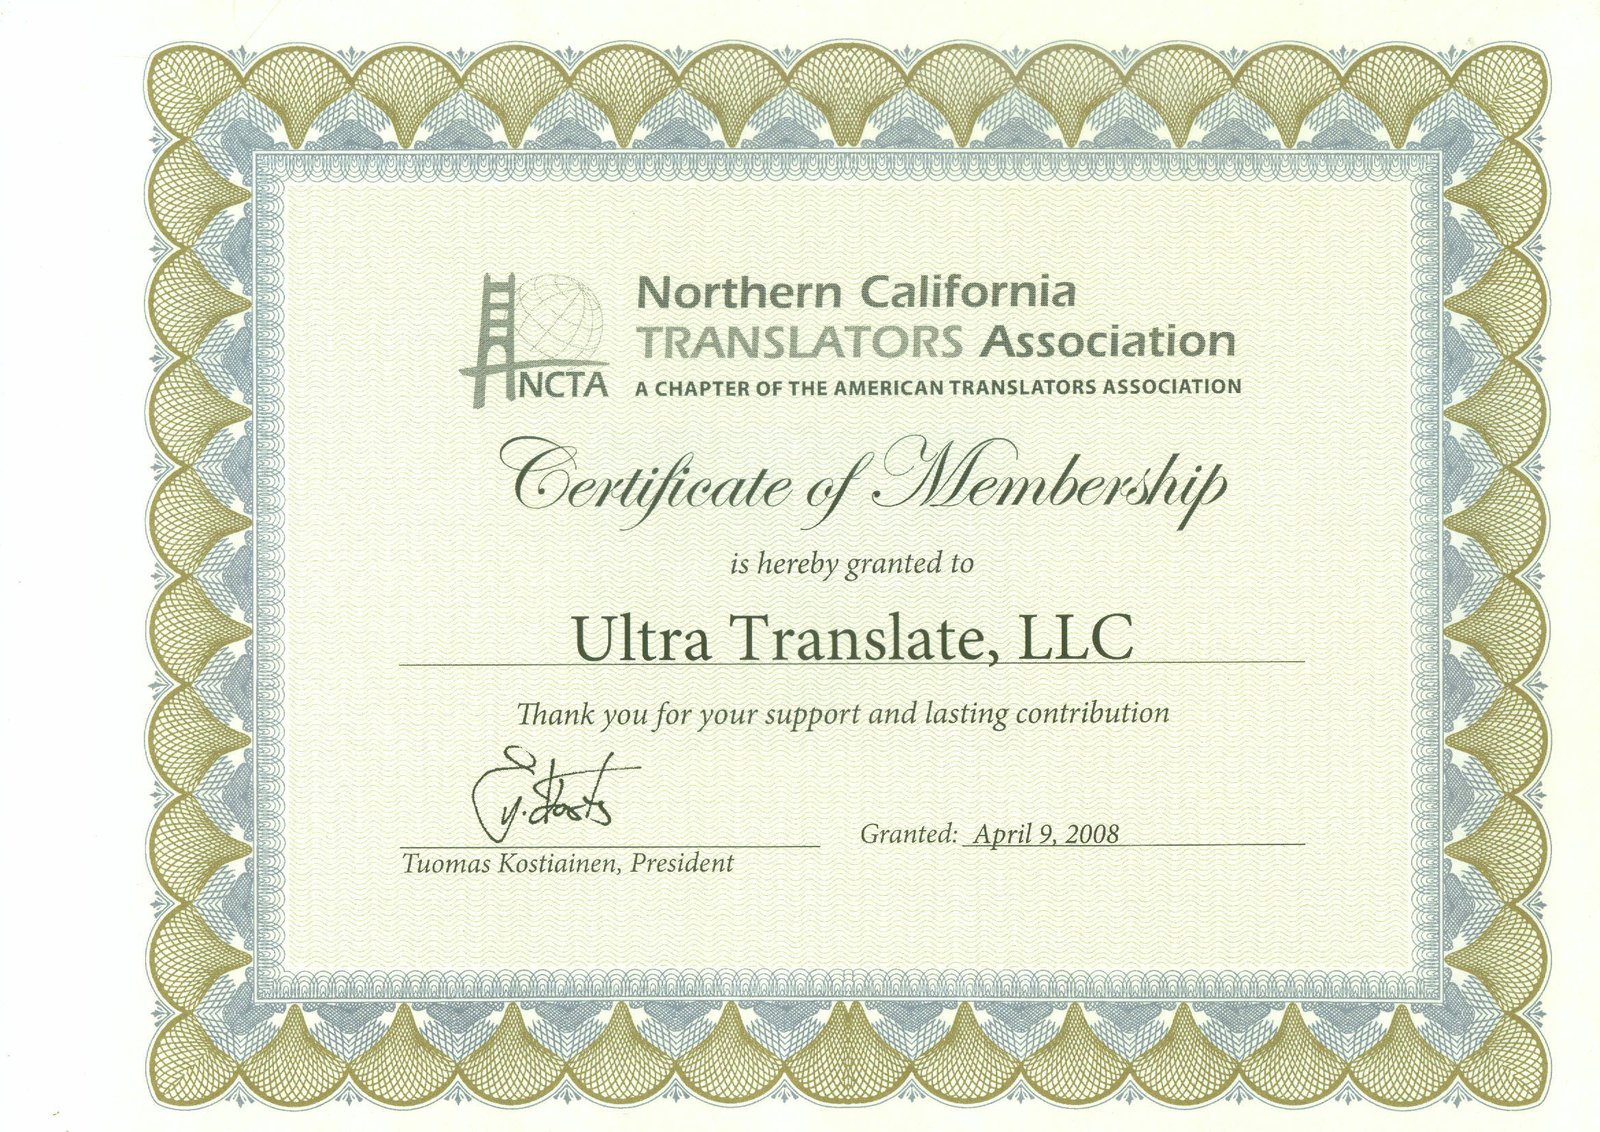 Northern California
TRANSLATORS Association
NCTA
A CHAPTER OF THE AMERICAN TRANSLATORS ASSOCIATION
Certificate of Membership
is hereby granted to
Ultra Translate, LLC
Thank you for your support and lasting contribution
Granted: April 9, 2008
Tuomas Kostiainen, President